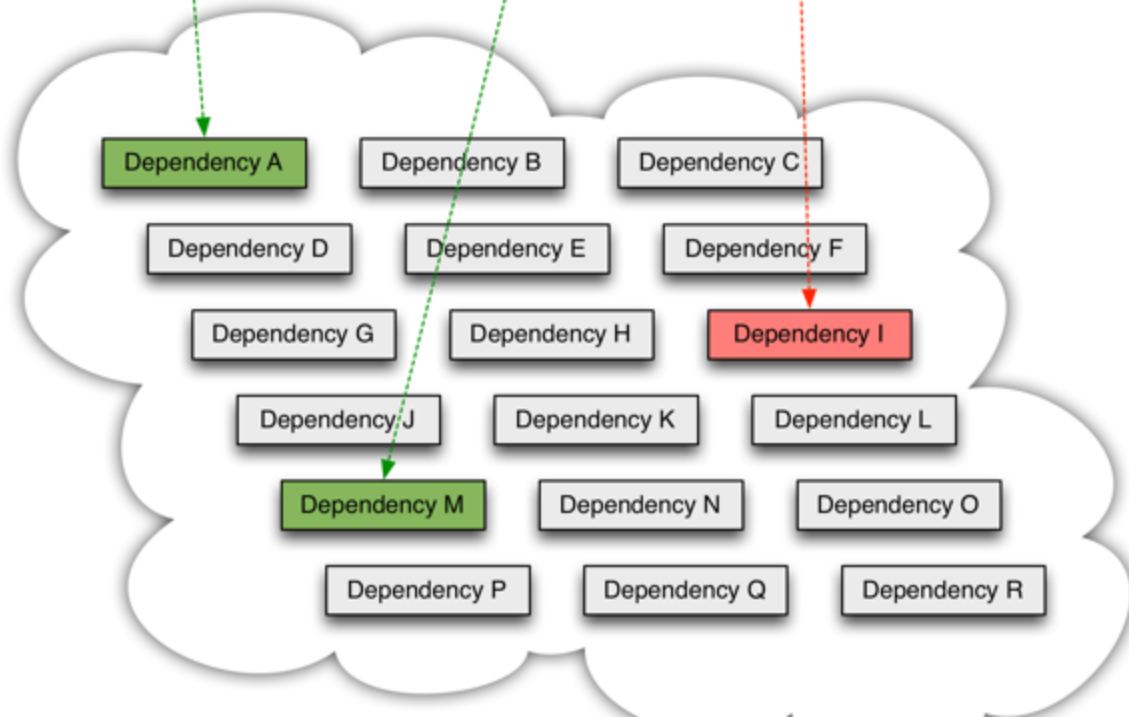 Dependency A
Dependency B
Dependency C
Dependency D
Dependency E
Dependency F
Dependency G
Dependency H
Dependency I
Dependency J
Dependency K
Dependency L
Dependency M
Dependency N
Dependency O
Dependency P
Dependency Q
Dependency R